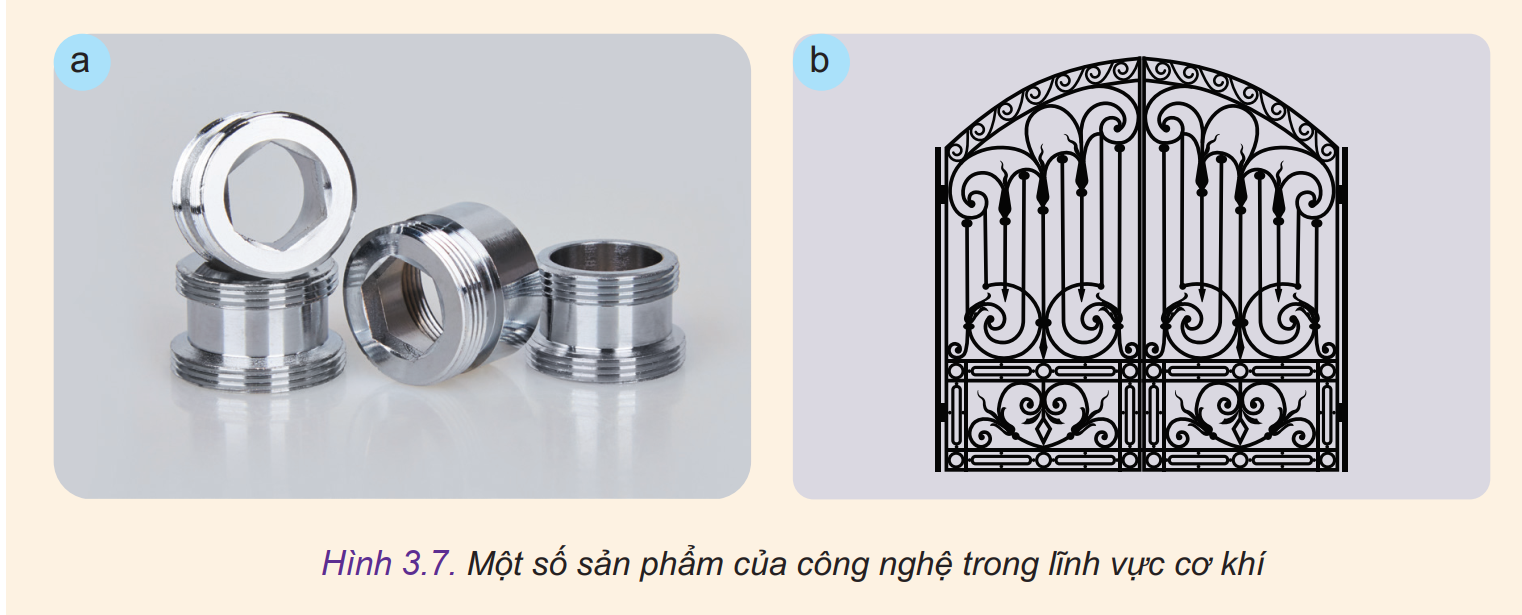 a
b
Hình 3.7. Một số sản phẩm của công nghệ trong lĩnh vực cơ khí